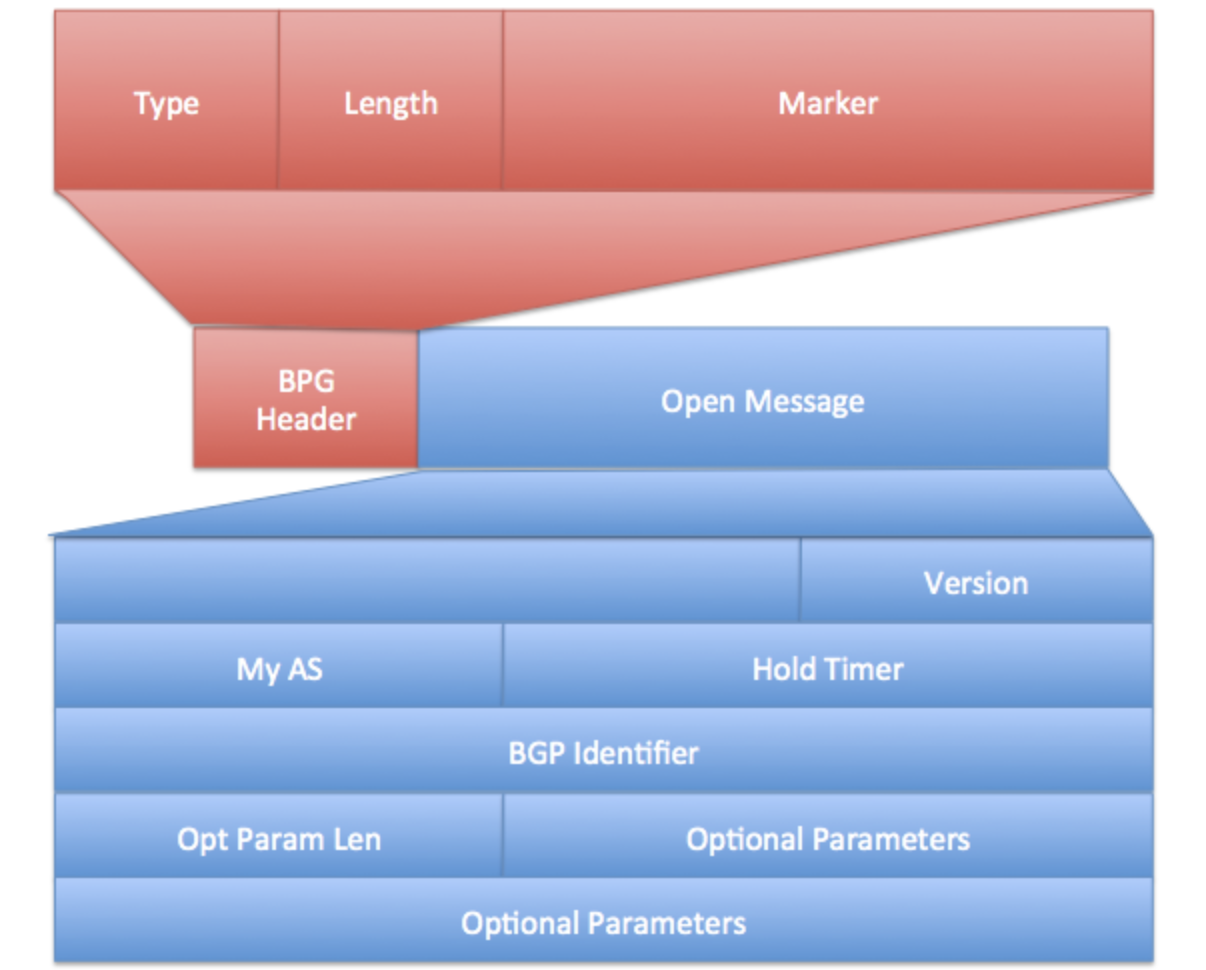 Type
Length
Marker
BPG
Header
Open Message
Version
My AS
Hold Timer
BGP Identifier
Opt Param Len
Optional Parameters
Optional Parameters